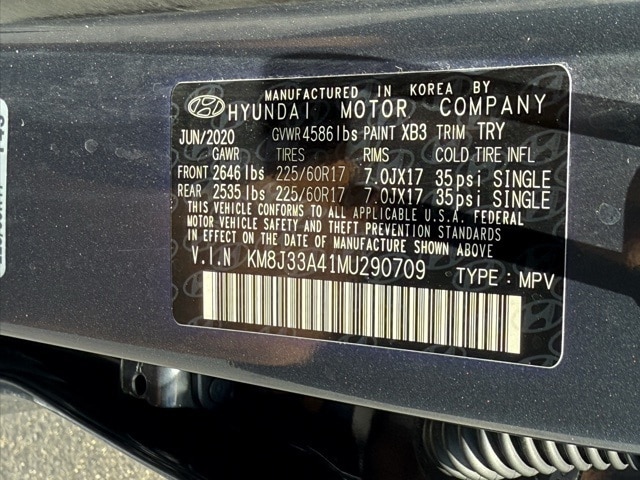 MANUFACTURED IN KOREA BY
HYUNDAI MOTOR COMPANY
JUN/2020 GVWR 4586 lbs PAINT XB3 TRIM TRY
GAWR TIRES RIMS COLD TIRE INFL
FRONT 2646 lbs 225/60R17 7.0JX17 35psi SINGLE
REAR 2535 lbs 225/60R17 7.0JX17 35psi SINGLE
THIS VEHICLE CONFORMS TO ALL APPLICABLE U.S.A. FEDERAL
MOTOR VEHICLE SAFETY AND THEFT PREVENTION STANDARDS
IN EFFECT ON THE DATE OF MANUFACTURE SHOWN ABOVE
V.I.N KM8J33A41MU290709 TYPE : MPV